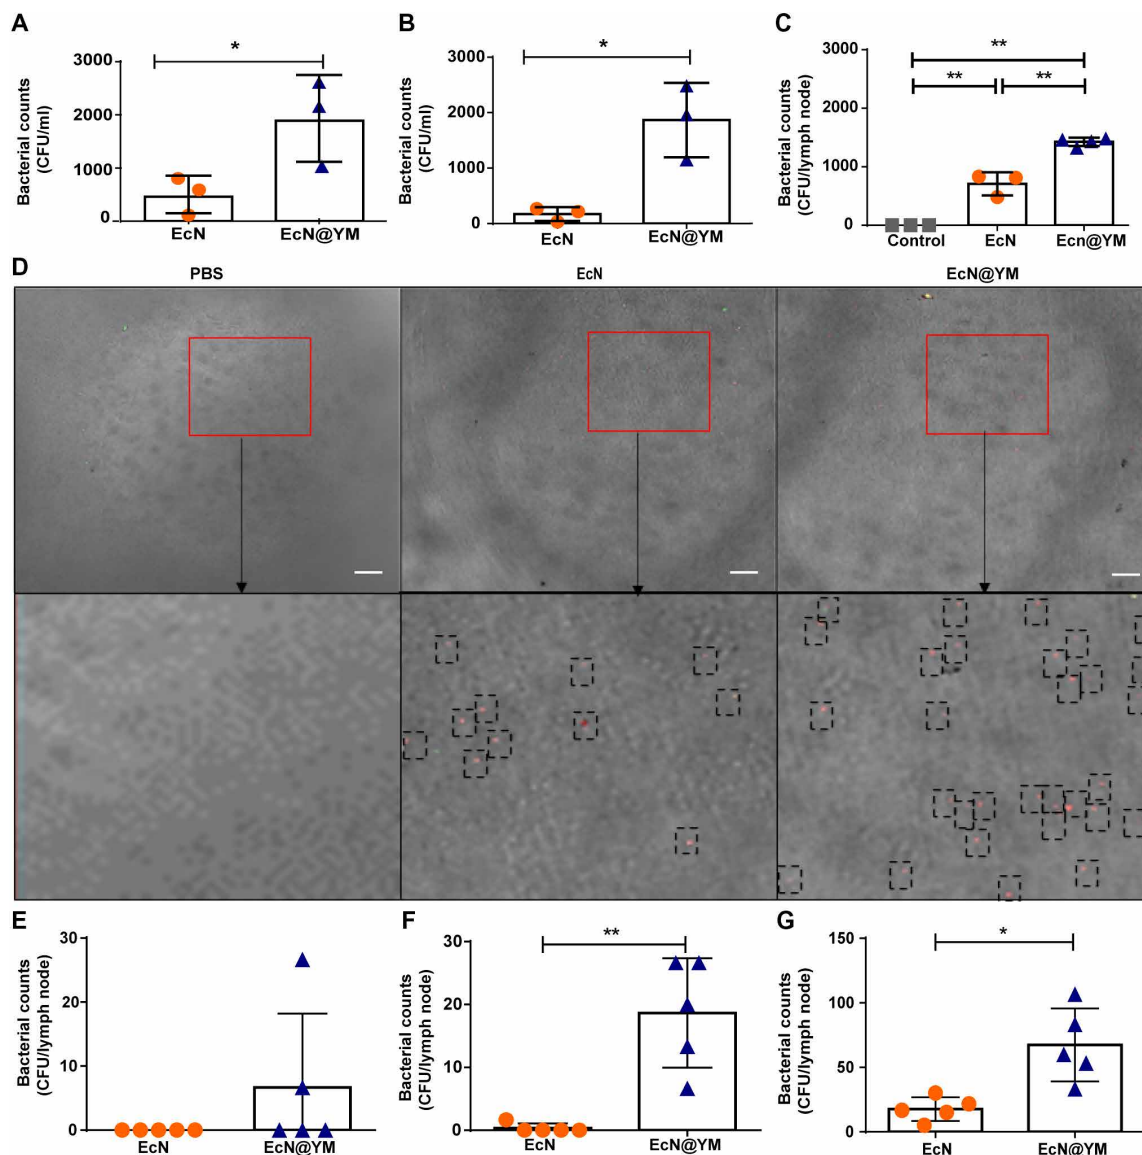 A
Bacterial counts
(CFU/ml)
3000
2000
1000
0
*
EcN
EcN@YM
B
Bacterial counts
(CFU/ml)
3000
2000
1000
0
*
EcN
EcN@YM
C
Bacterial counts
(CFU/lymph node)
3000
2000
1000
0
**
**
**
Control
EcN
Ecn@YM
D
PBS
EcN
EcN@YM
E
Bacterial counts
(CFU/lymph node)
30
20
10
0
EcN
EcN@YM
F
Bacterial counts
(CFU/lymph node)
30
20
10
0
**
EcN
EcN@YM
G
Bacterial counts
(CFU/lymph node)
150
100
50
0
*
EcN
EcN@YM